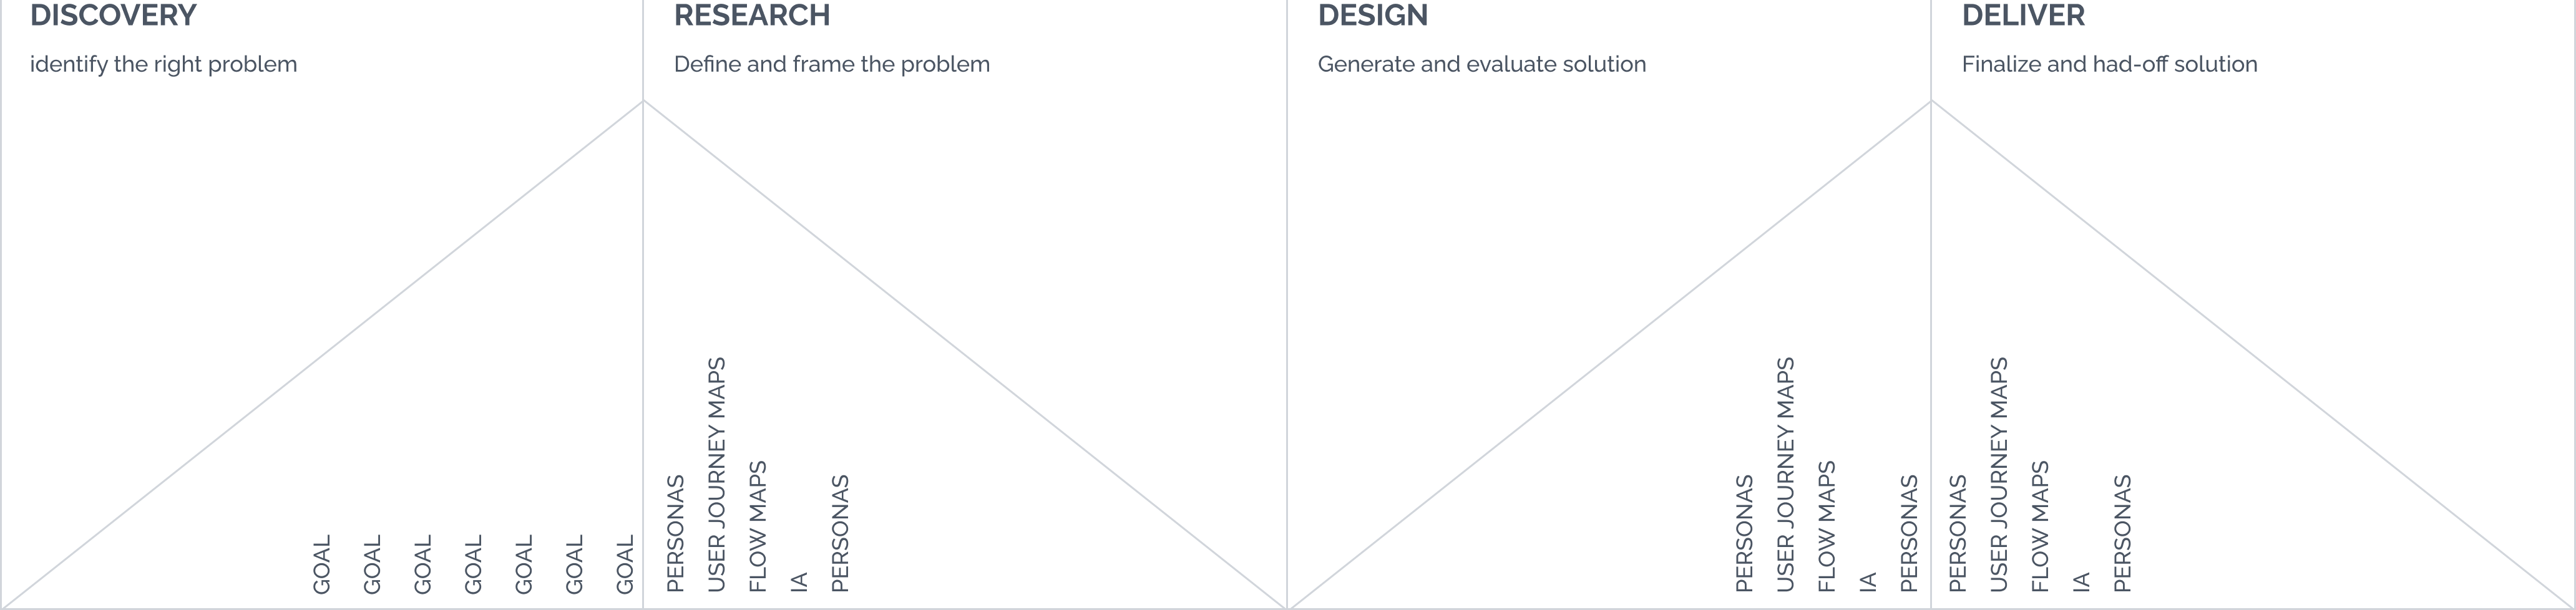 DISCOVERY
identify the right problem
GOAL
GOAL
GOAL
GOAL
GOAL
GOAL
GOAL
RESEARCH
Define and frame the problem
PERSONAS
USER JOURNEY MAPS
FLOW MAPS
IA
PERSONAS
DESIGN
Generate and evaluate solution
PERSONAS
USER JOURNEY MAPS
FLOW MAPS
IA
PERSONAS
DELIVER
Finalize and had-off solution
PERSONAS
USER JOURNEY MAPS
FLOW MAPS
IA
PERSONAS